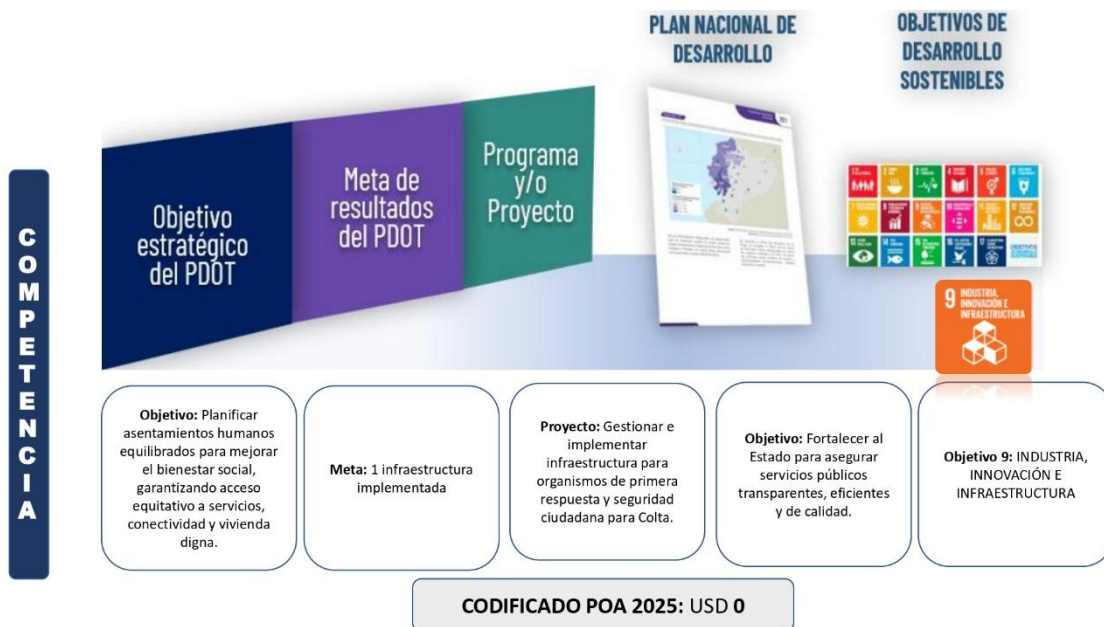 PLAN NACIONAL DE
DESARROLLO
OBJETIVOS DE
DESARROLLO
SOSTENIBLES
COMPETENCIA
Objetivo
estratégico
del PDOT
Meta de
resultados
del PDOT
Programa
y/o
Proyecto
9 INDUSTRIA,
INNOVACIÓN E
INFRAESTRUCTURA
Objetivo: Planificar
asentamientos humanos
equilibrados para mejorar
el bienestar social,
garantizando acceso
equitativo a servicios,
conectividad y vivienda
digna.
Meta: 1 infraestructura
implementada
Proyecto: Gestionar e
implementar
infraestructura para
organismos de primera
respuesta y seguridad
ciudadana para Colta.
Objetivo: Fortalecer al
Estado para asegurar
servicios públicos
transparentes, eficientes
y de calidad.
Objetivo 9: INDUSTRIA,
INNOVACIÓN E
INFRAESTRUCTURA
CODIFICADO POA 2025: USD 0